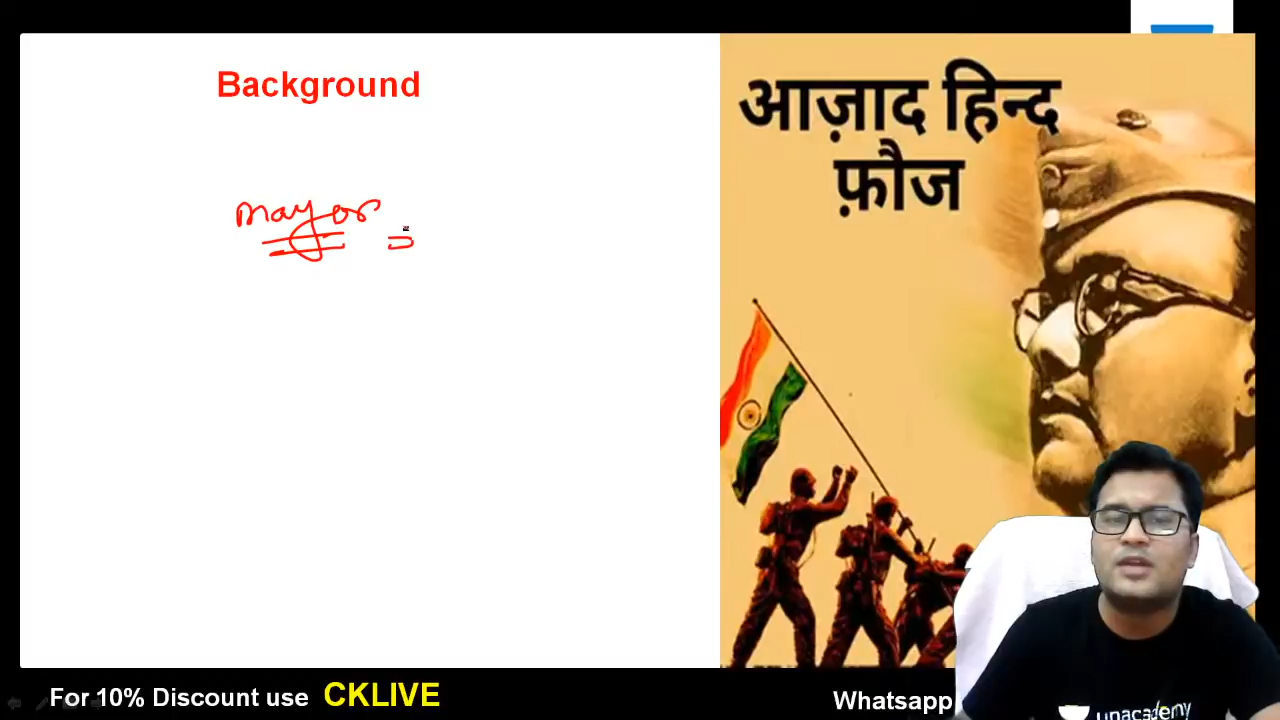 Background
आज़ाद हिन्द
फ़ौज
mayor =
For 10% Discount use CKLIVE
Whatsapp
unacademy